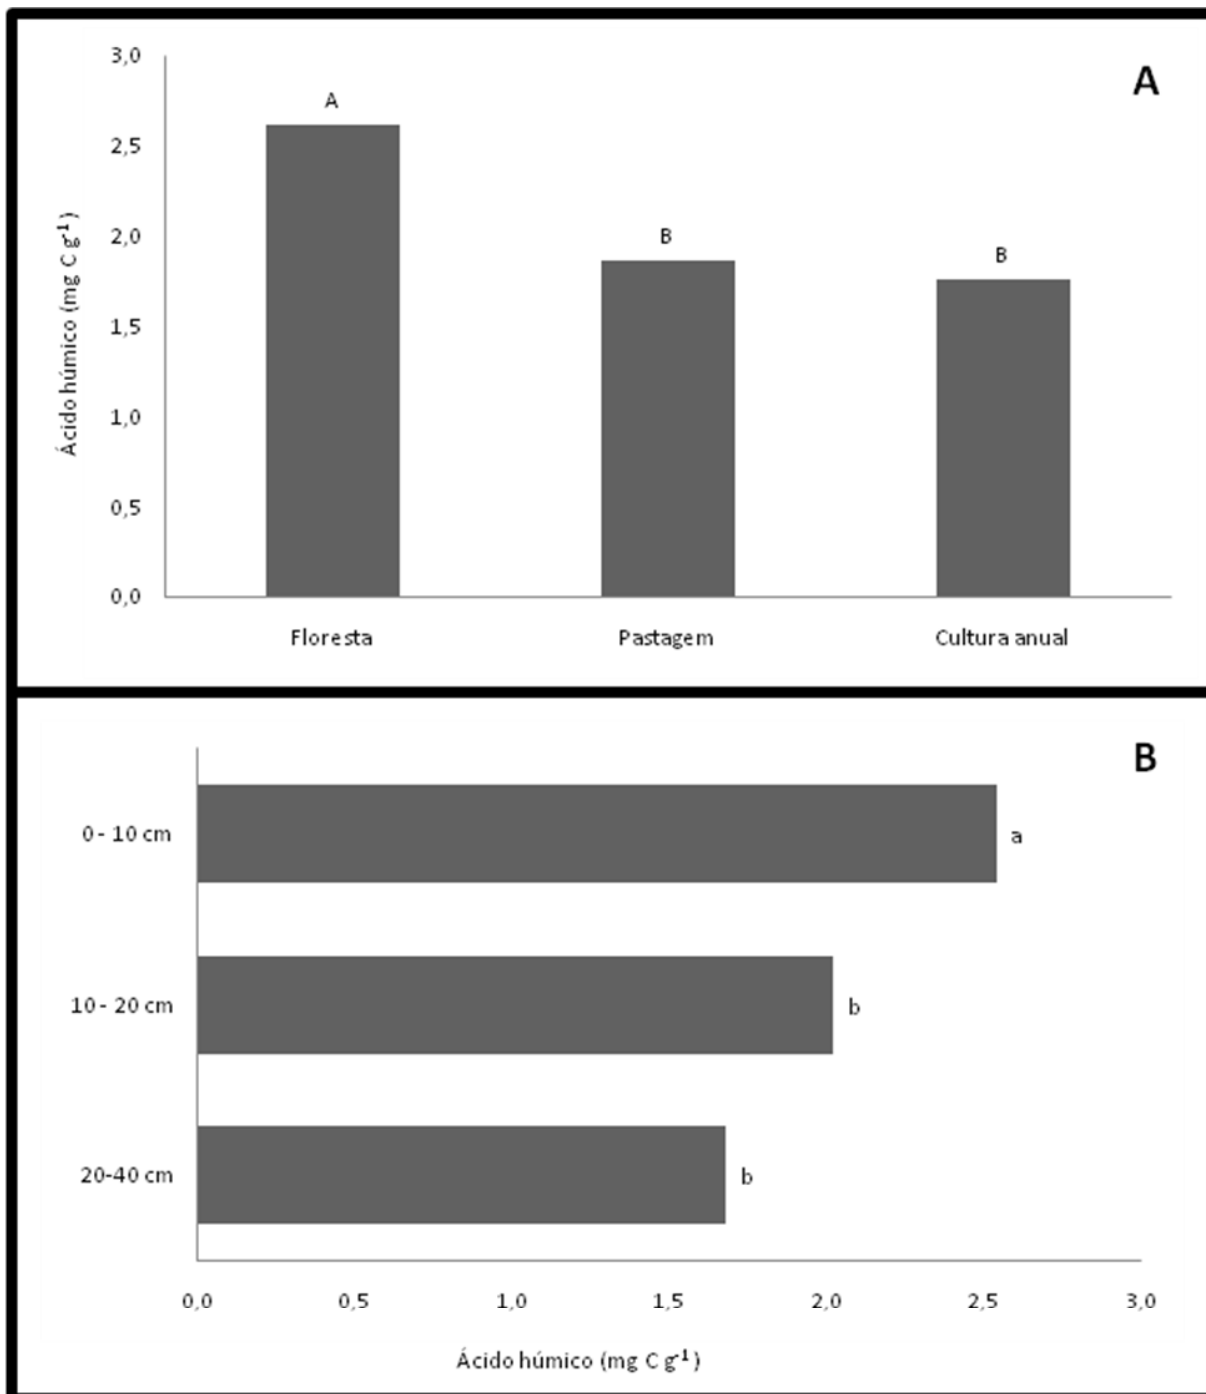 A
3,0
2,5
2,0
1,5
1,0
0,5
0,0
Ácido húmico (mg C g⁻¹)
A
B
B
Floresta
Pastagem
Cultura anual
B
0 - 10 cm
a
10 - 20 cm
b
20-40 cm
b
0,0 0,5 1,0 1,5 2,0 2,5 3,0
Ácido húmico (mg C g⁻¹)